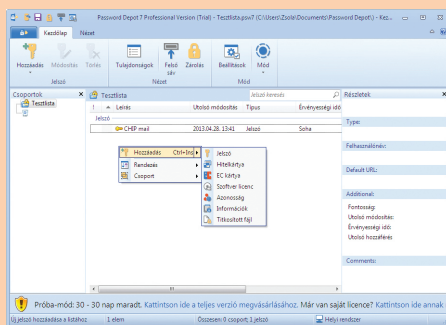 Password Depot 7 Professional Version (Trial) - Tesztlista.psw7 (C:\Users\Zsola\Documents\Password Depot\) - Kez...
Kezdőlap Nézet
Hozzáadás Módosítás Törlés Tulajdonságok Felső sáv Zárolás Beállítások Mód
Jelszó Nézet Mód
Csoportok Tesztlista Jelszó keresés Részletek
Tesztlista ! Leírás Utolsó módosítás Típus Érvényességi idő
Jelszó
CHIP mail 2013.04.28. 13:41 Jelszó Soha
Type:
Felhasználónév:
Default URL:
Additional:
Fontosság:
Utolsó módosítás:
Érvényességi idő:
Utolsó hozzáférés
Comments:
Hozzáadás Ctrl+Ins
Rendezés
Csoport
Jelszó
Hitelkártya
EC kártya
Szoftver licenc
Azonosság
Információk
Titkosított fájl
Próba-mód: 30 - 30 nap maradt. Kattintson ide a teljes verzió megvásárlásához. Már van saját licence? Kattintson ide annak
Új jelszó hozzáadása a listához 1 elem Összesen: 0 csoport; 1 jelszó Helyi rendszer